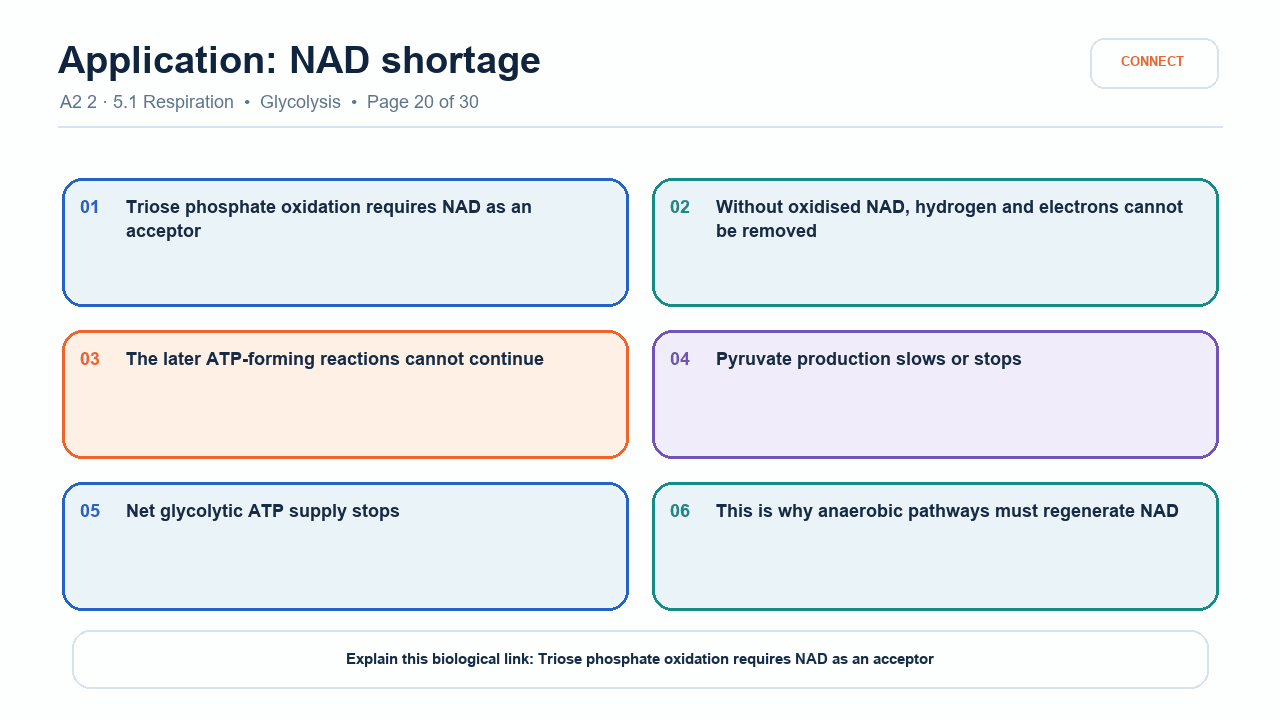 Application: NAD shortage
CONNECT
A2 2 · 5.1 Respiration • Glycolysis • Page 20 of 30
01 Triose phosphate oxidation requires NAD as an
acceptor
02 Without oxidised NAD, hydrogen and electrons cannot
be removed
03 The later ATP-forming reactions cannot continue
04 Pyruvate production slows or stops
05 Net glycolytic ATP supply stops
06 This is why anaerobic pathways must regenerate NAD
Explain this biological link: Triose phosphate oxidation requires NAD as an acceptor